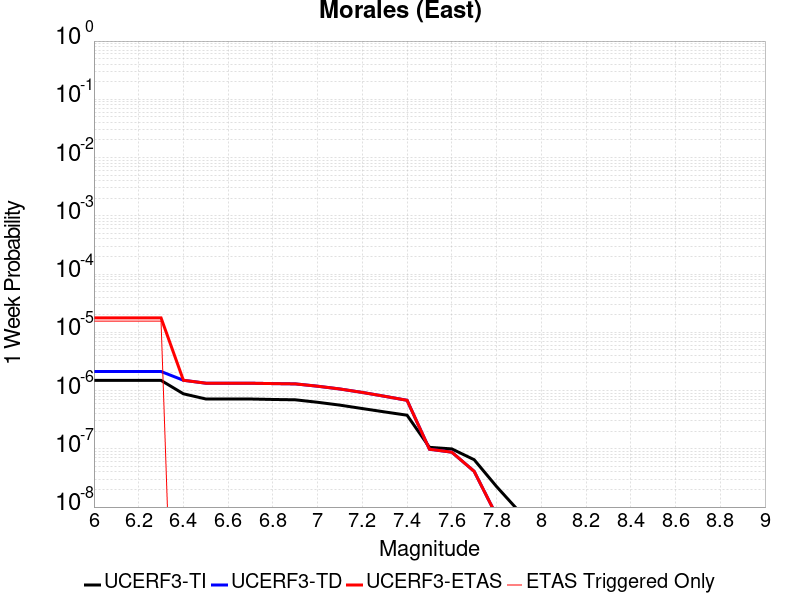 Morales (East)
10 0
10 -1
10 -2
10 -3
10 -4
10 -5
10 -6
10 -7
10 -8
1 Week Probability
6 6.2 6.4 6.6 6.8 7 7.2 7.4 7.6 7.8 8 8.2 8.4 8.6 8.8 9
Magnitude
UCERF3-TI UCERF3-TD UCERF3-ETAS ETAS Triggered Only